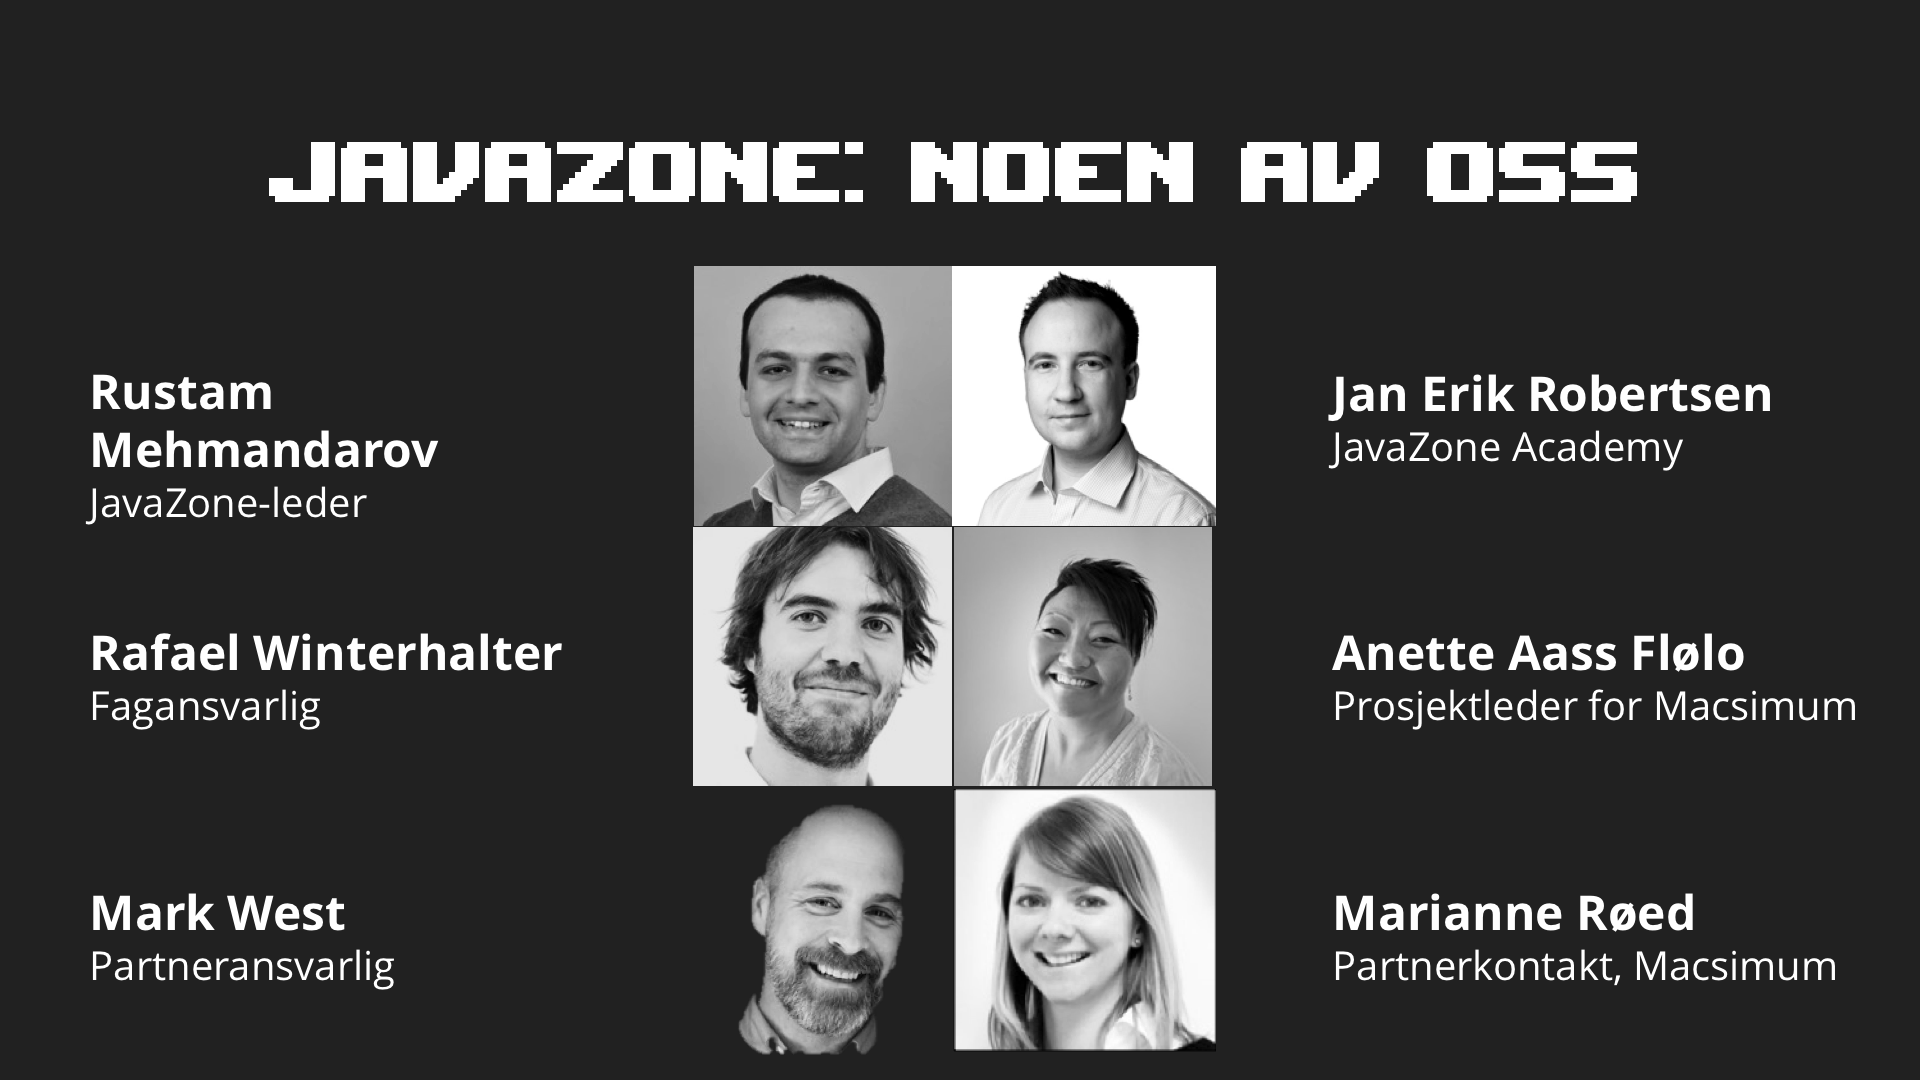 JAVAZONE: NOEN AV OSS
Rustam
Mehmandarov
JavaZone-leder
Jan Erik Robertsen
JavaZone Academy
Rafael Winterhalter
Fagansvarlig
Anette Aass Flølo
Prosjektleder for Macsimum
Mark West
Partneransvarlig
Marianne Røed
Partnerkontakt, Macsimum